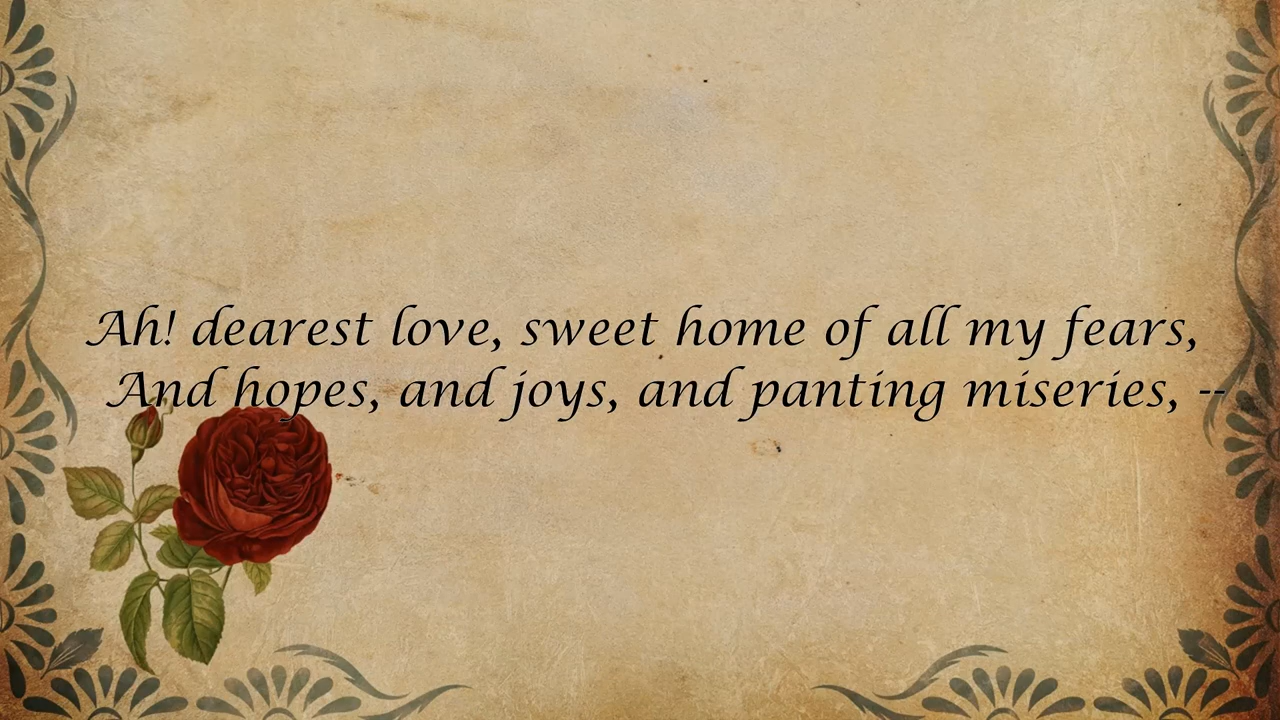 Ah! dearest love, sweet home of all my fears,
And hopes, and joys, and panting miseries, --